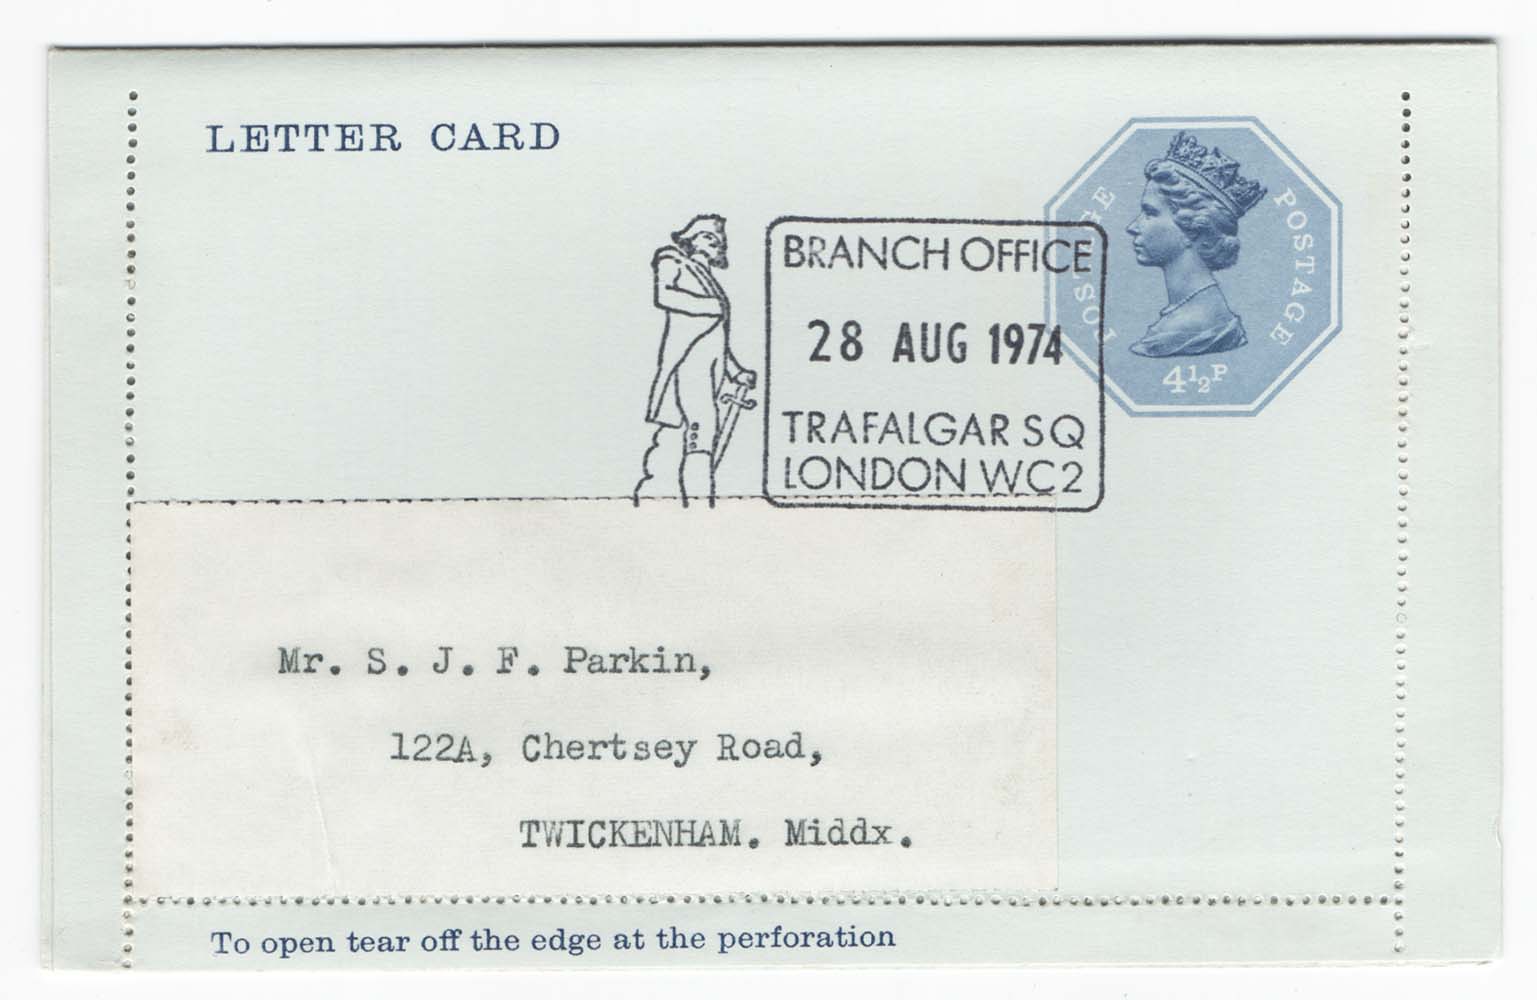 LETTER CARD
POSTAGE
POSTAGE
4½P
BRANCH OFFICE
28 AUG 1974
TRAFALGAR SQ
LONDON WC2
Mr. S. J. F. Parkin,
122A, Chertsey Road,
TWICKENHAM. Middx.
To open tear off the edge at the perforation